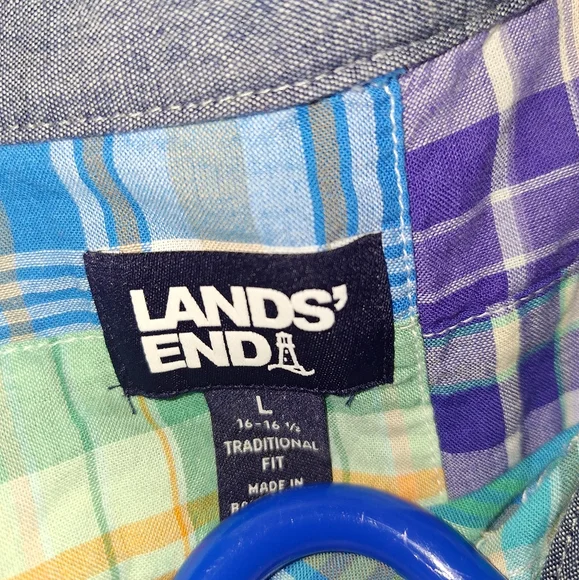 LANDS'
END
L
16-16 ½
TRADITIONAL
FIT
MADE IN